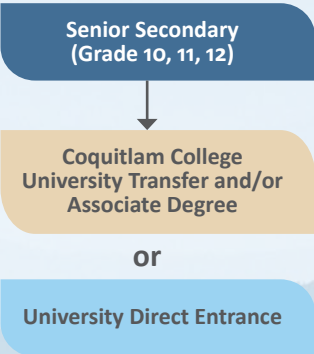 Senior Secondary
(Grade 10, 11, 12)
Coquitlam College
University Transfer and/or
Associate Degree
or
University Direct Entrance